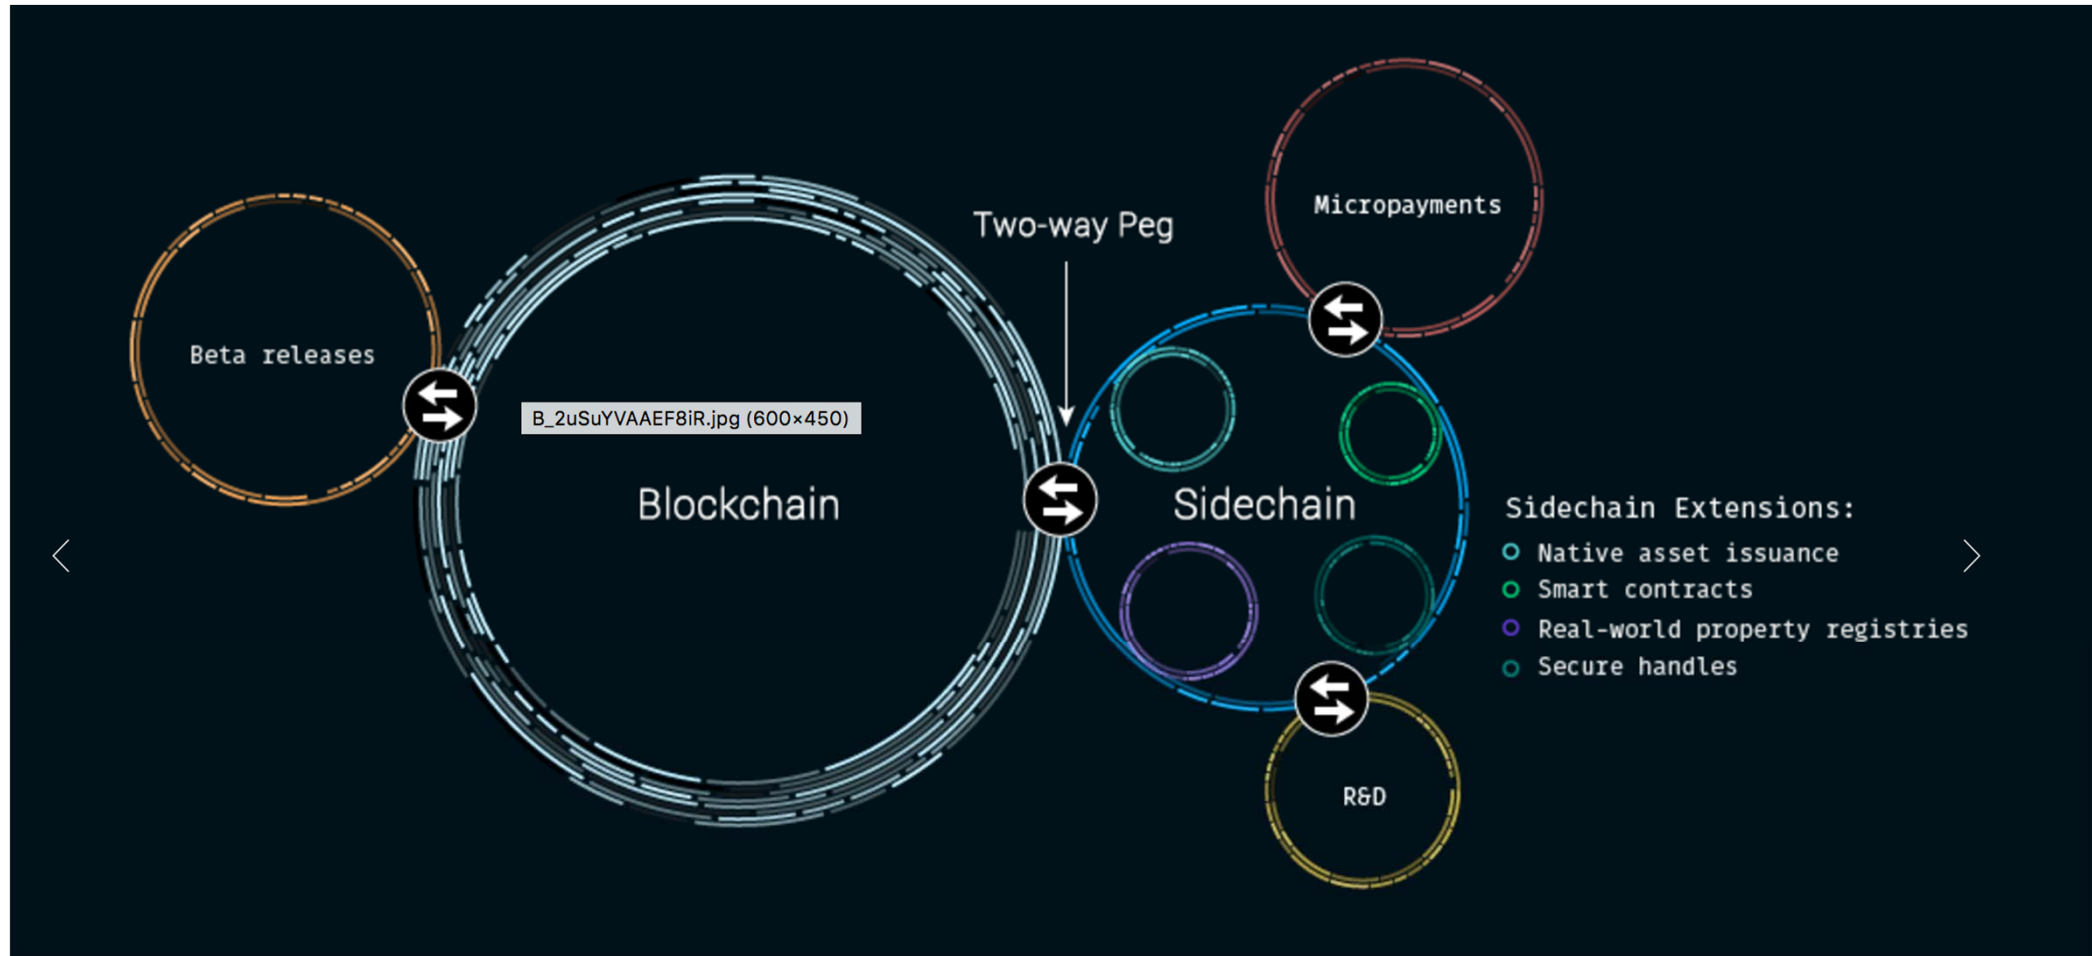 Micropayments
Two-way Peg
Beta releases
B_2uSuYVAAEF8iR.jpg (600×450)
Blockchain
Sidechain
Sidechain Extensions:
Native asset issuance
Smart contracts
Real-world property registries
Secure handles
R&D